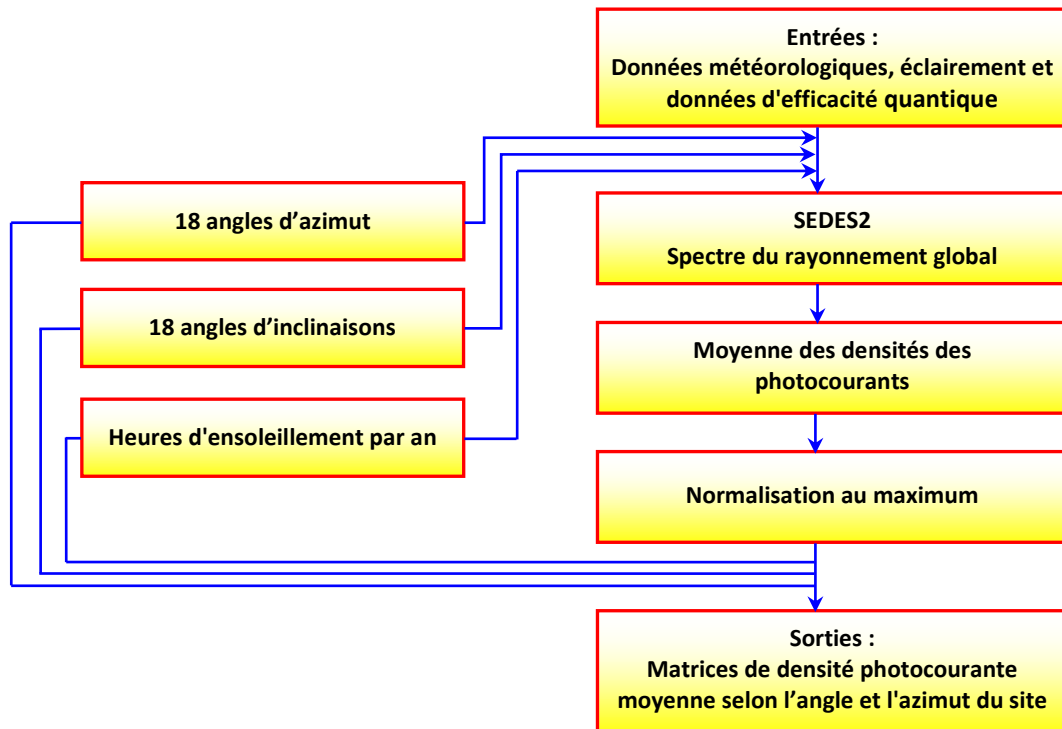 Entrées :
Données météorologiques, éclairement et
données d'efficacité quantique
18 angles d’azimut
SEDES2
Spectre du rayonnement global
18 angles d’inclinaisons
Moyenne des densités des
photocourants
Heures d'ensoleillement par an
Normalisation au maximum
Sorties :
Matrices de densité photocourante
moyenne selon l’angle et l'azimut du site